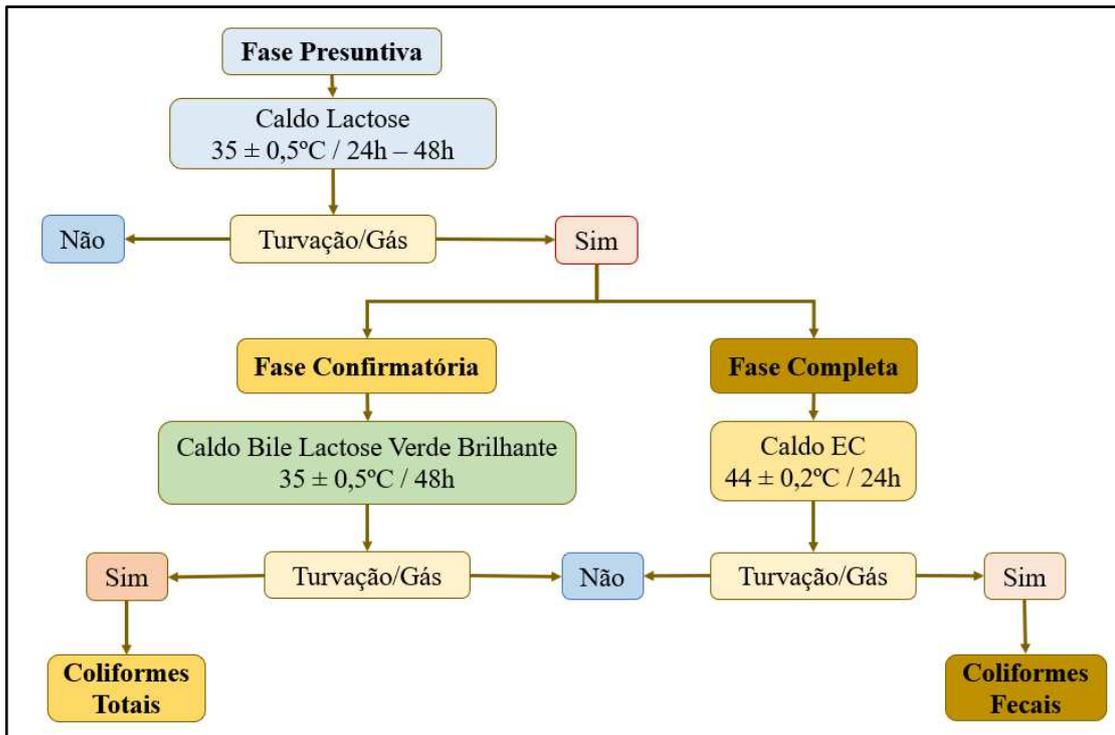 Fase Presuntiva
Caldo Lactose
35 ± 0,5ºC / 24h – 48h
Não
Turvação/Gás
Sim
Fase Confirmatória
Fase Completa
Caldo Bile Lactose Verde Brilhante
35 ± 0,5ºC / 48h
Caldo EC
44 ± 0,2ºC / 24h
Sim
Turvação/Gás
Não
Turvação/Gás
Sim
Coliformes
Totais
Coliformes
Fecais